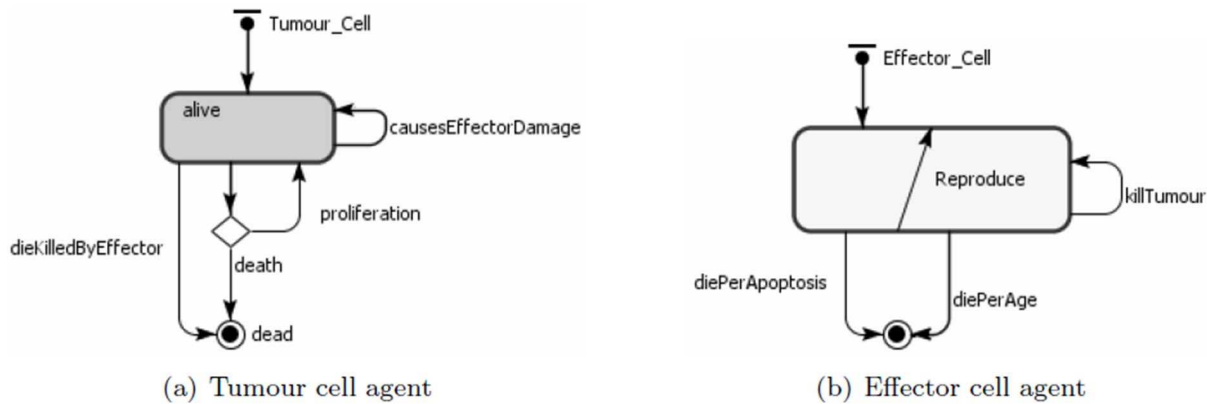 Tumour_Cell
alive
causesEffectorDamage
proliferation
dieKilledByEffector
death
dead
(a) Tumour cell agent
Effector_Cell
Reproduce
killTumour
diePerApoptosis
diePerAge
(b) Effector cell agent